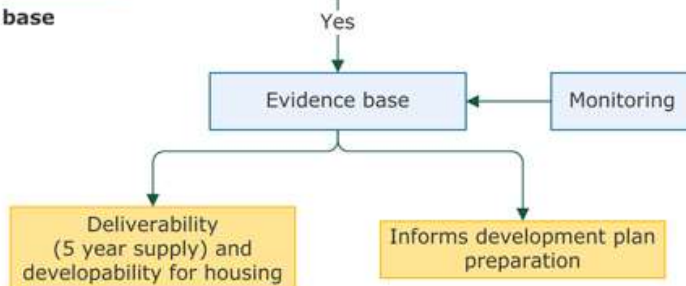 base
Yes
Evidence base
Monitoring
Deliverability
(5 year supply) and
developability for housing
Informs development plan
preparation